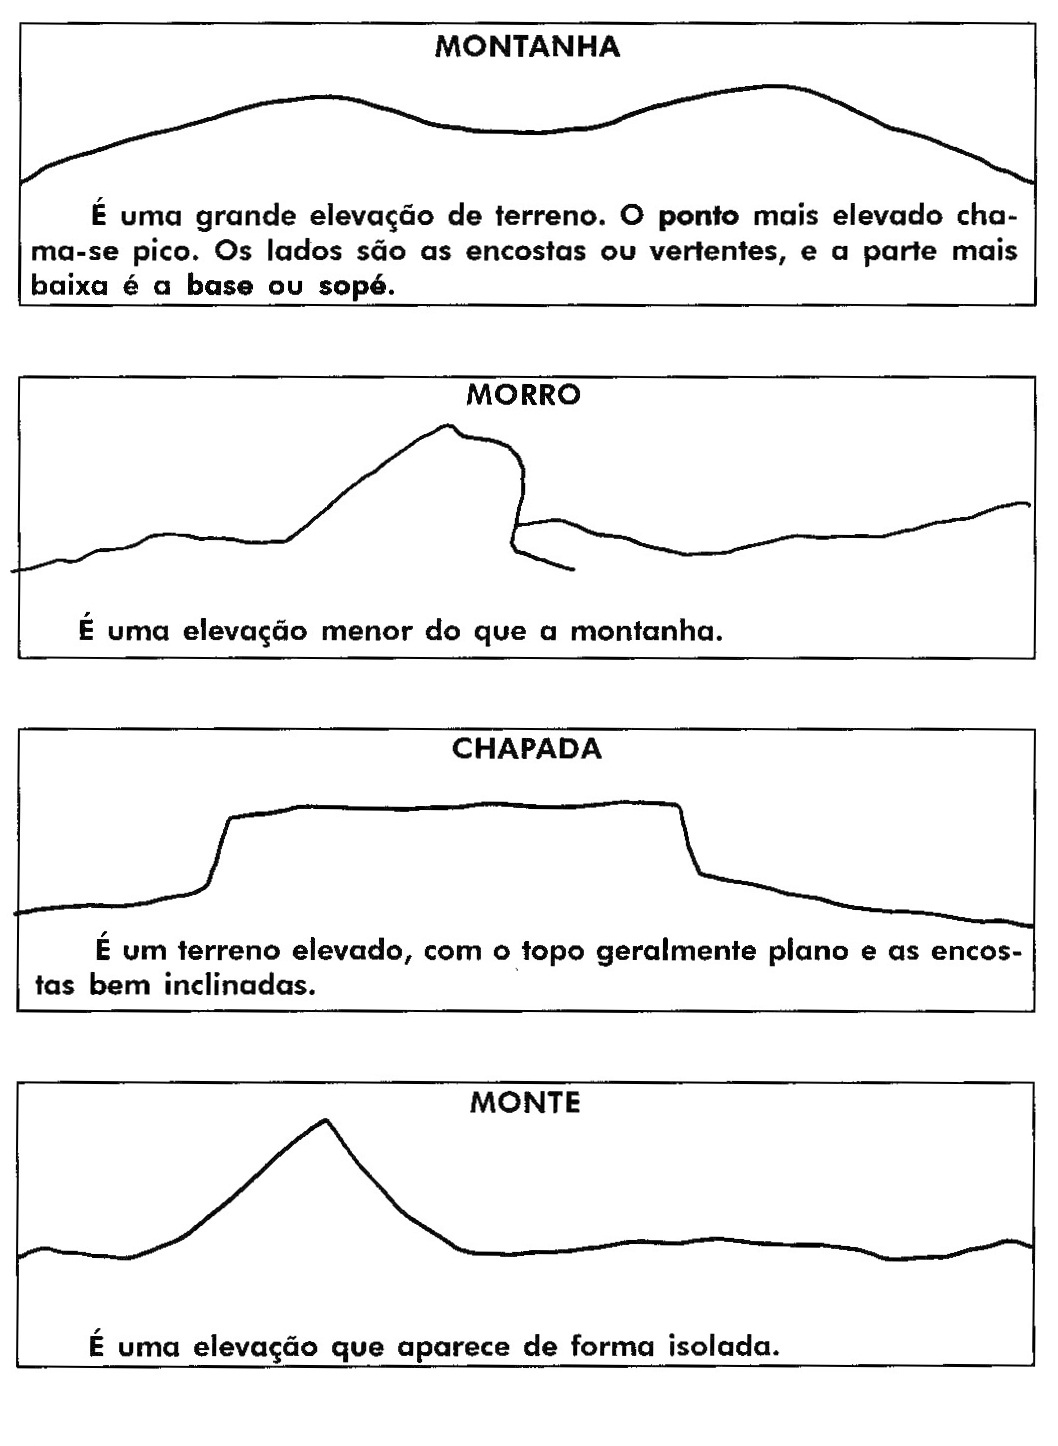 MONTANHA
É uma grande elevação de terreno. O ponto mais elevado cha-
ma-se pico. Os lados são as encostas ou vertentes, e a parte mais
baixa é a base ou sopé.
MORRO
É uma elevação menor do que a montanha.
CHAPADA
É um terreno elevado, com o topo geralmente plano e as encos-
tas bem inclinadas.
MONTE
É uma elevação que aparece de forma isolada.